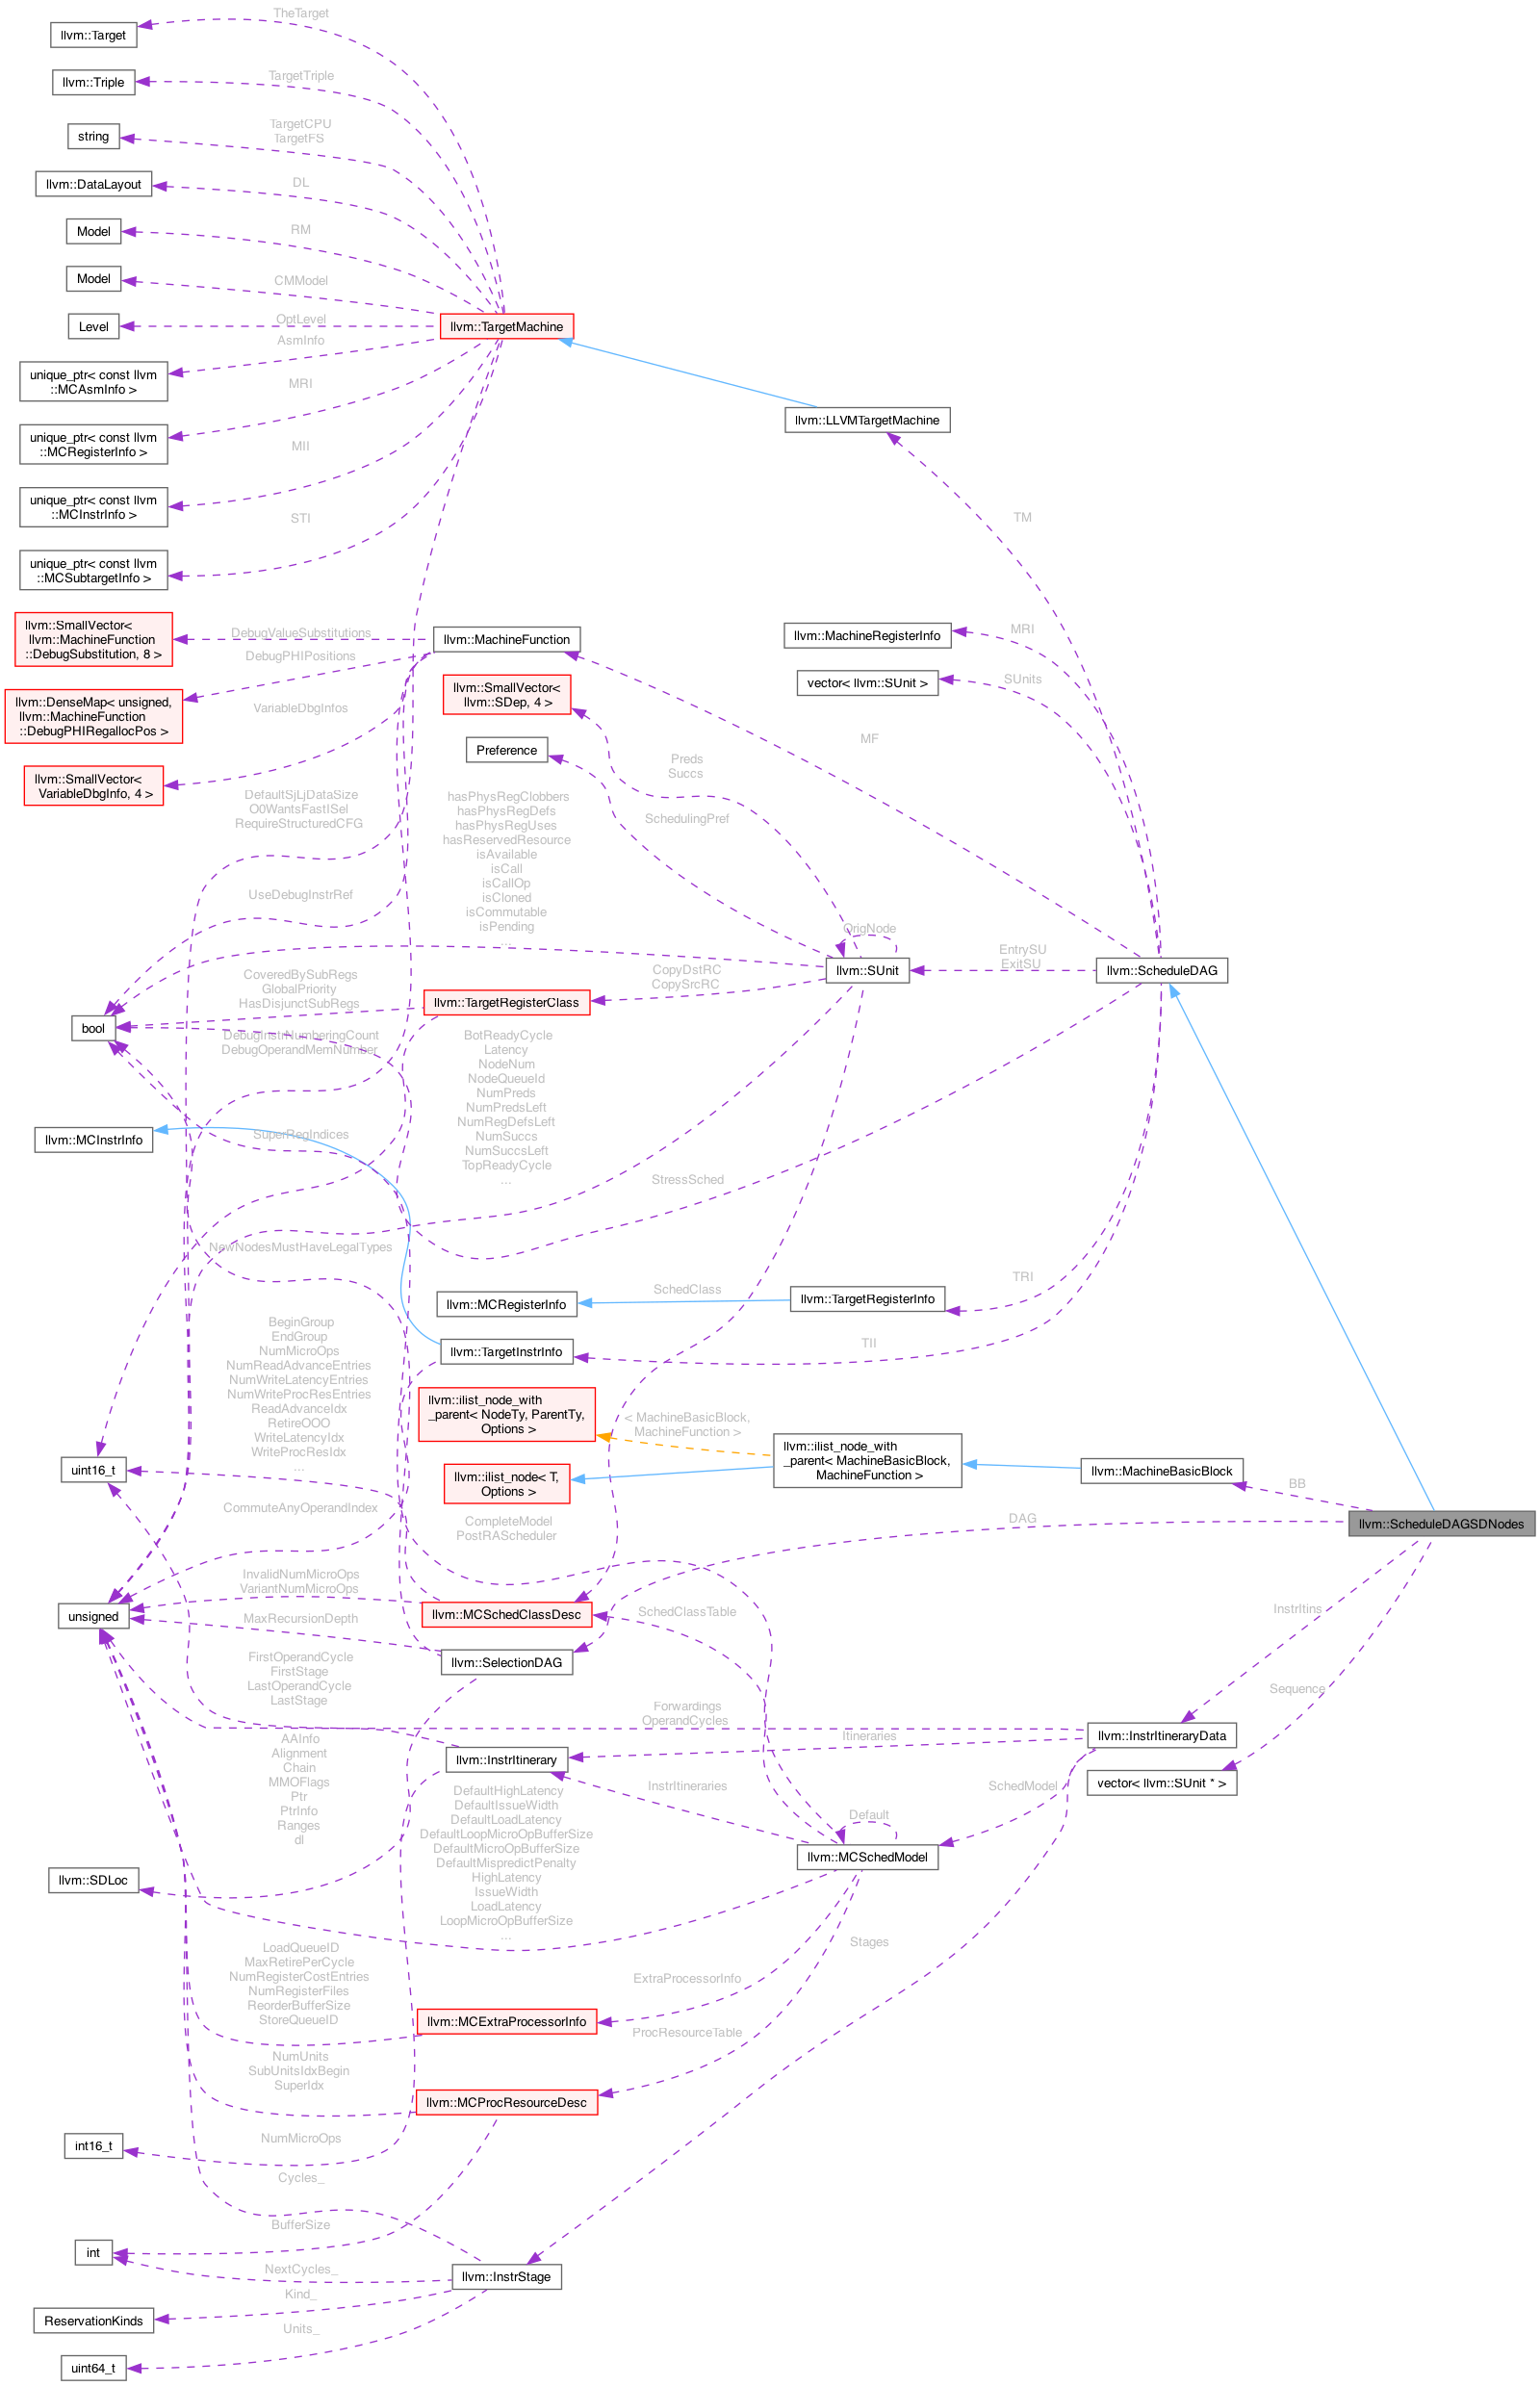 TheTarget
llvm::Target
TargetTriple
llvm::Triple
TargetCPU
TargetFS
string
DL
llvm::DataLayout
RM
Model
CMModel
Model
OptLevel
Level
llvm::TargetMachine
AsmInfo
unique_ptr< const llvm
::MCAsmInfo >
MRI
unique_ptr< const llvm
::MCRegisterInfo >
llvm::LLVMTargetMachine
MII
unique_ptr< const llvm
::MCInstrInfo >
STI
unique_ptr< const llvm
::MCSubtargetInfo >
TM
llvm::SmallVector<
llvm::MachineFunction
::DebugSubstitution, 8 >
DebugValueSubstitutions
llvm::MachineFunction
llvm::MachineRegisterInfo
MRI
DebugPHIPositions
llvm::DenseMap< unsigned,
llvm::MachineFunction
::DebugPHIRegallocPos >
VariableDbgInfos
llvm::SmallVector<
llvm::SDep, 4 >
vector< llvm::SUnit >
SUnits
Preference
Preds
Succs
MF
llvm::SmallVector<
VariableDbgInfo, 4 >
DefaultSjLjDataSize
O0WantsFastISel
RequireStructuredCFG
SchedulingPref
hasPhysRegClobbers
hasPhysRegDefs
hasPhysRegUses
hasReservedResource
isAvailable
isCall
isCallOp
isCloned
isCommutable
isPending
...
UseDebugInstrRef
OrigNode
llvm::SUnit
EntrySU
ExitSU
llvm::ScheduleDAG
CoveredBySubRegs
GlobalPriority
HasDisjunctSubRegs
CopyDstRC
CopySrcRC
llvm::TargetRegisterClass
bool
DebugInstrNumberingCount
DebugOperandMemNumber
BotReadyCycle
Latency
NodeNum
NodeQueueId
NumPreds
NumPredsLeft
NumRegDefsLeft
NumSuccs
NumSuccsLeft
TopReadyCycle
...
llvm::MCInstrInfo
SuperRegIndices
StressSched
NewNodesMustHaveLegalTypes
TRI
SchedClass
llvm::MCRegisterInfo
llvm::TargetRegisterInfo
TII
llvm::TargetInstrInfo
BeginGroup
EndGroup
NumMicroOps
NumReadAdvanceEntries
NumWriteLatencyEntries
NumWriteProcResEntries
ReadAdvanceIdx
RetireOOO
WriteLatencyIdx
WriteProcResIdx
...
llvm::ilist_node_with
_parent< NodeTy, ParentTy,
Options >
< MachineBasicBlock,
MachineFunction >
llvm::ilist_node_with
_parent< MachineBasicBlock,
MachineFunction >
llvm::MachineBasicBlock
BB
uint16_t
llvm::ilist_node< T,
Options >
CommuteAnyOperandIndex
CompleteModel
PostRAScheduler
DAG
llvm::ScheduleDAGSDNodes
InvalidNumMicroOps
VariantNumMicroOps
llvm::MCSchedClassDesc
SchedClassTable
InstrItins
unsigned
MaxRecursionDepth
llvm::SelectionDAG
FirstOperandCycle
FirstStage
LastOperandCycle
LastStage
Sequence
Forwardings
OperandCycles
Itineraries
llvm::InstrItineraryData
AAInfo
Alignment
Chain
MMOFlags
Ptr
PtrInfo
Ranges
dl
llvm::InstrItinerary
InstrItineraries
SchedModel
vector< llvm::SUnit * >
DefaultHighLatency
DefaultIssueWidth
DefaultLoadLatency
DefaultLoopMicroOpBufferSize
DefaultMicroOpBufferSize
DefaultMispredictPenalty
HighLatency
IssueWidth
LoadLatency
LoopMicroOpBufferSize
...
Default
llvm::MCSchedModel
llvm::SDLoc
Stages
LoadQueueID
MaxRetirePerCycle
NumRegisterCostEntries
NumRegisterFiles
ReorderBufferSize
StoreQueueID
ExtraProcessorInfo
llvm::MCExtraProcessorInfo
ProcResourceTable
NumUnits
SubUnitsIdxBegin
SuperIdx
llvm::MCProcResourceDesc
int16_t
NumMicroOps
Cycles_
BufferSize
int
NextCycles_
llvm::InstrStage
Kind_
ReservationKinds
Units_
uint64_t